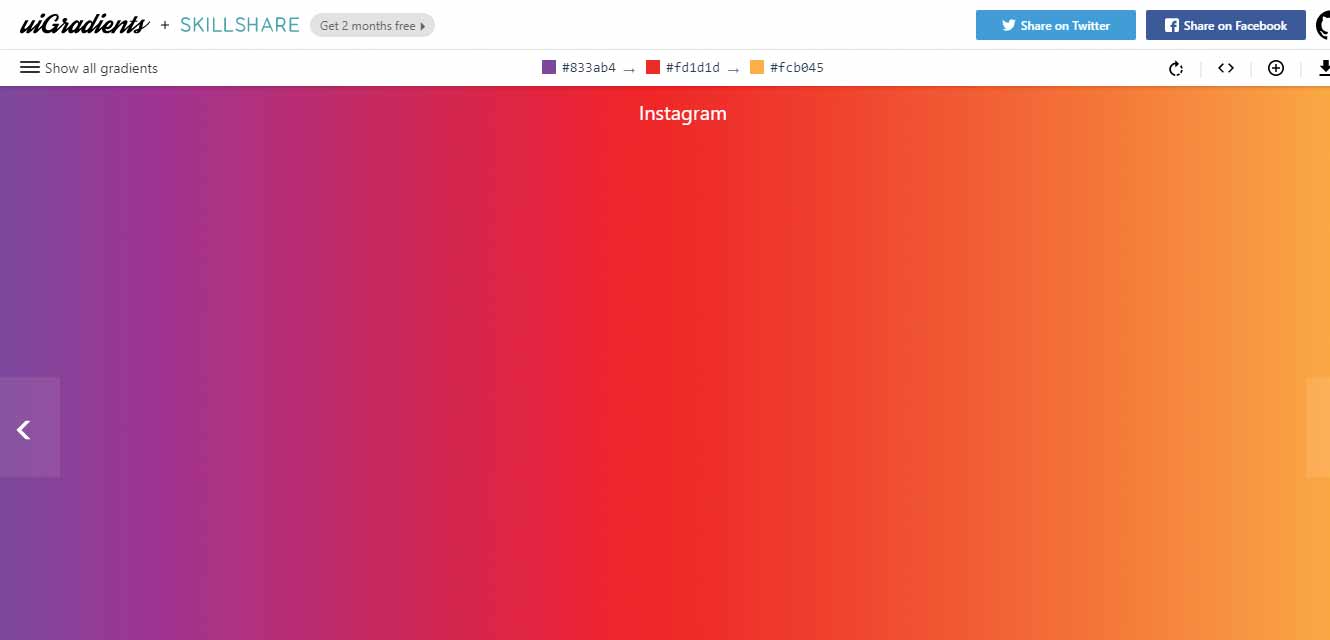 uiGradients + SKILLSHARE Get 2 months free Share on Twitter Share on Facebook
Show all gradients #833ab4 → #fd1d1d → #fcb045
Instagram